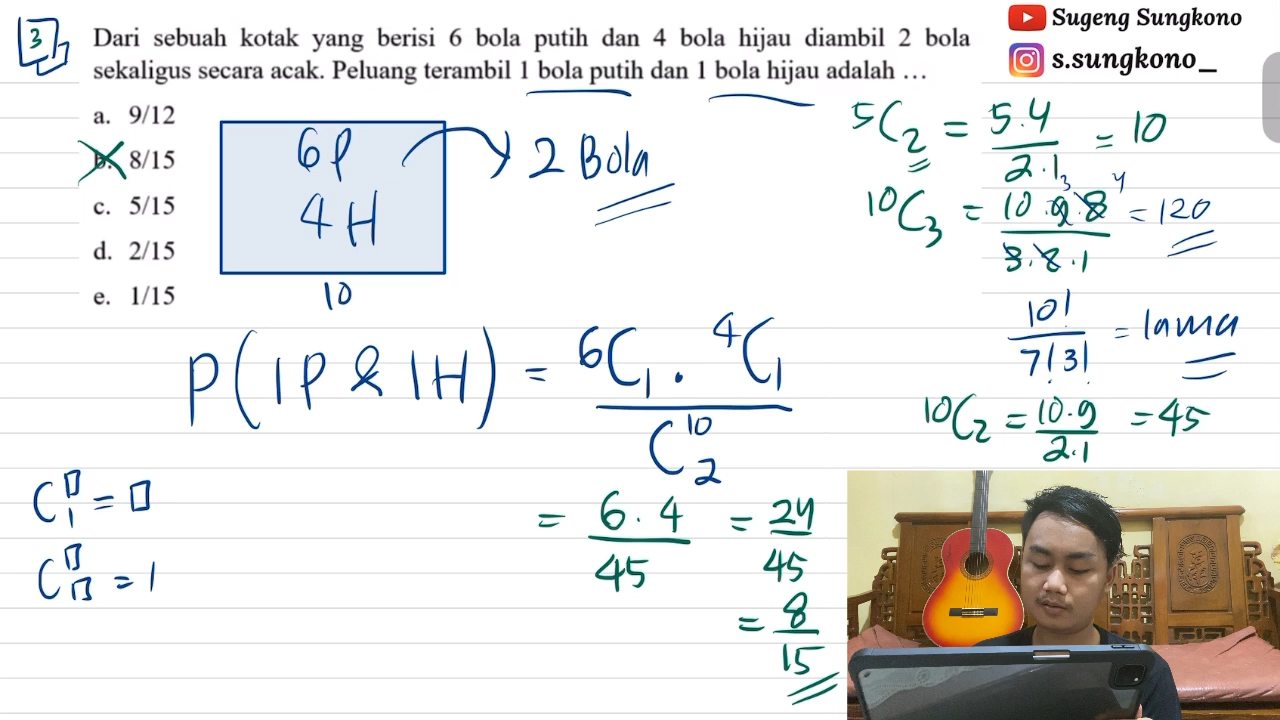 3
Dari sebuah kotak yang berisi 6 bola putih dan 4 bola hijau diambil 2 bola
sekaligus secara acak. Peluang terambil 1 bola putih dan 1 bola hijau adalah …
a. 9/12
b. 8/15
c. 5/15
d. 2/15
e. 1/15
6P
4H
10
2 Bola
Sugeng Sungkono
s.sungkono_
5C2 = 5.4 / 2.1 = 10
10C3 = 10.9.8 / 3.2.1 = 120
3 4
10! / 7!3! = lama
10C2 = 10.9 / 2.1 = 45
P(1P & 1H) = 6C1 . 4C1 / C10 2
= 6.4 / 45 = 24 / 45
= 8 / 15
C□ 1 = □
C□ □ = 1